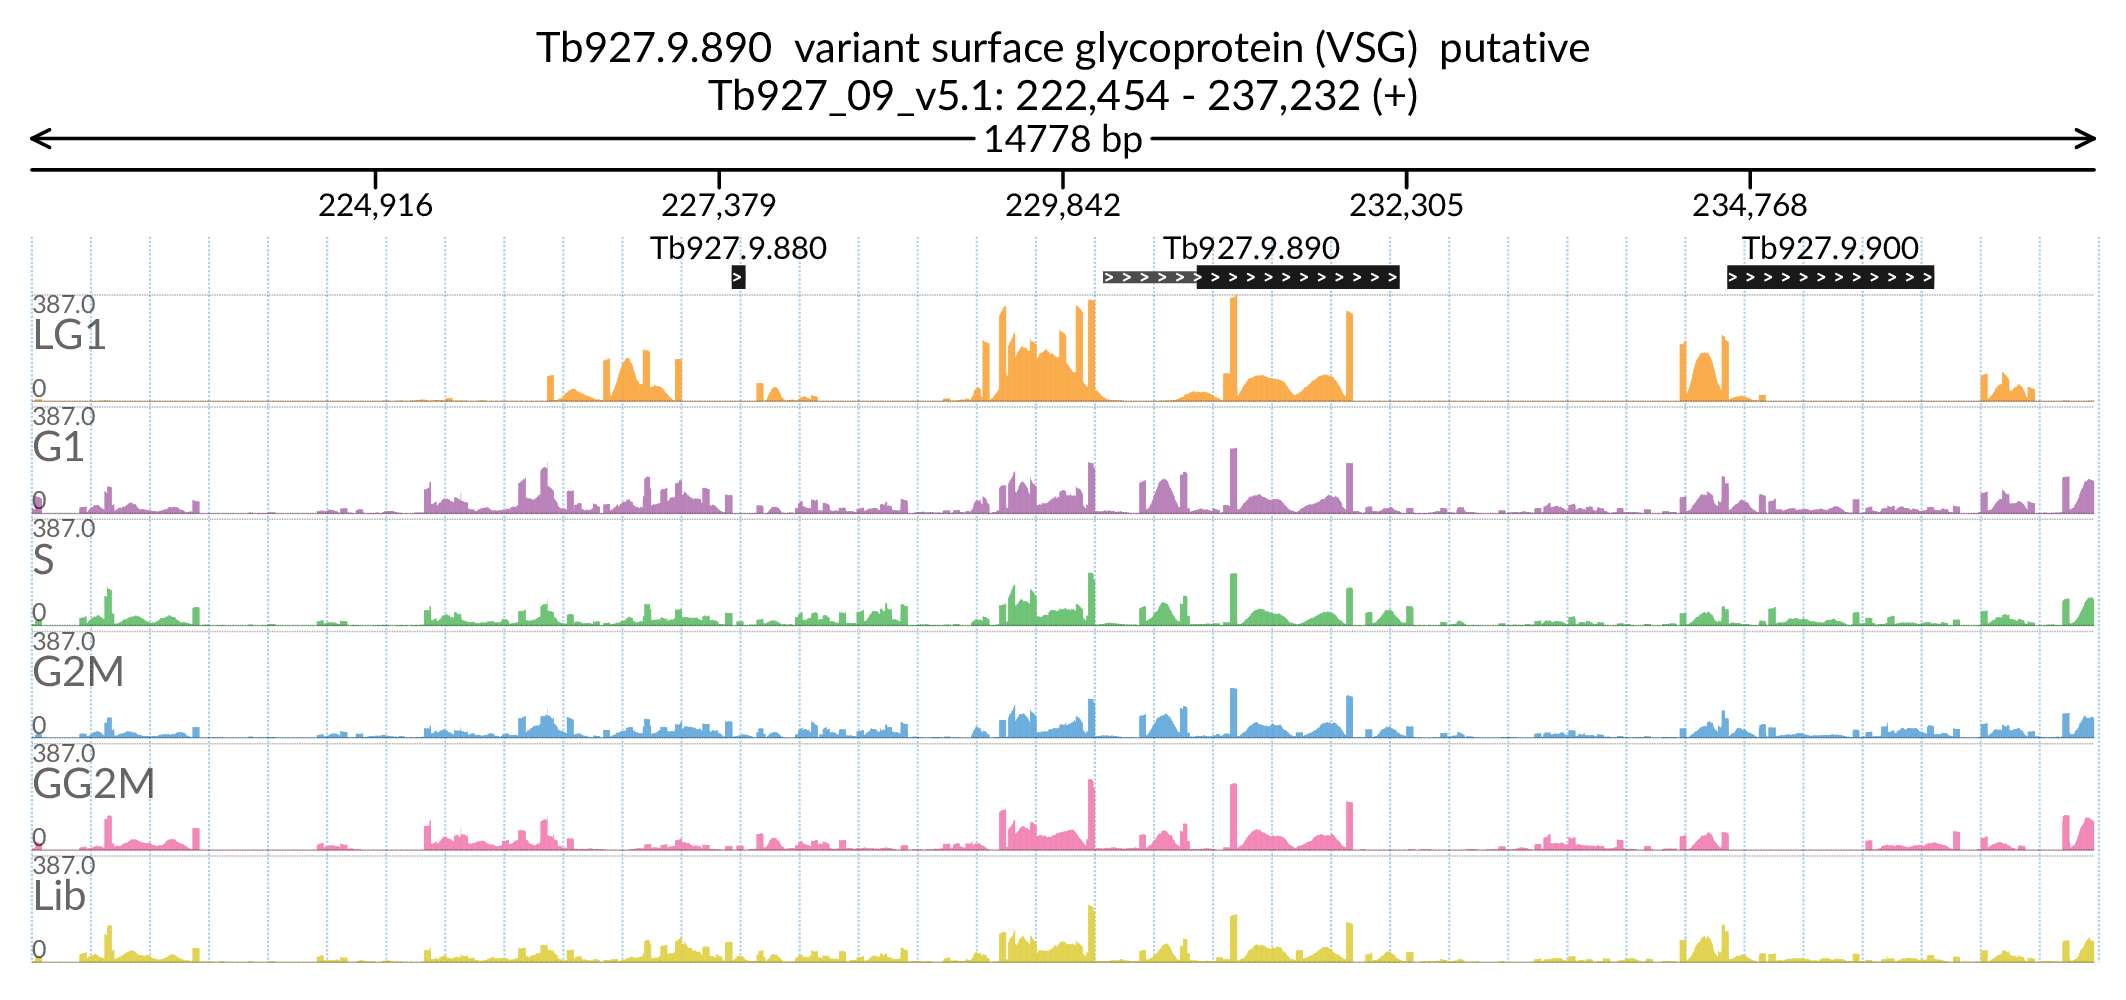 Tb927.9.890  variant surface glycoprotein (VSG)  putative
Tb927_09_v5.1: 222,454 - 237,232 (+)
14778 bp
224,916 227,379 229,842 232,305 234,768
Tb927.9.880 Tb927.9.890 Tb927.9.900
387.0
LG1
0
387.0
G1
0
387.0
S
0
387.0
G2M
0
387.0
GG2M
0
387.0
Lib
0